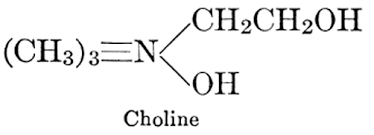 CH₂CH₂OH
(CH₃)₃≡N
OH
Choline